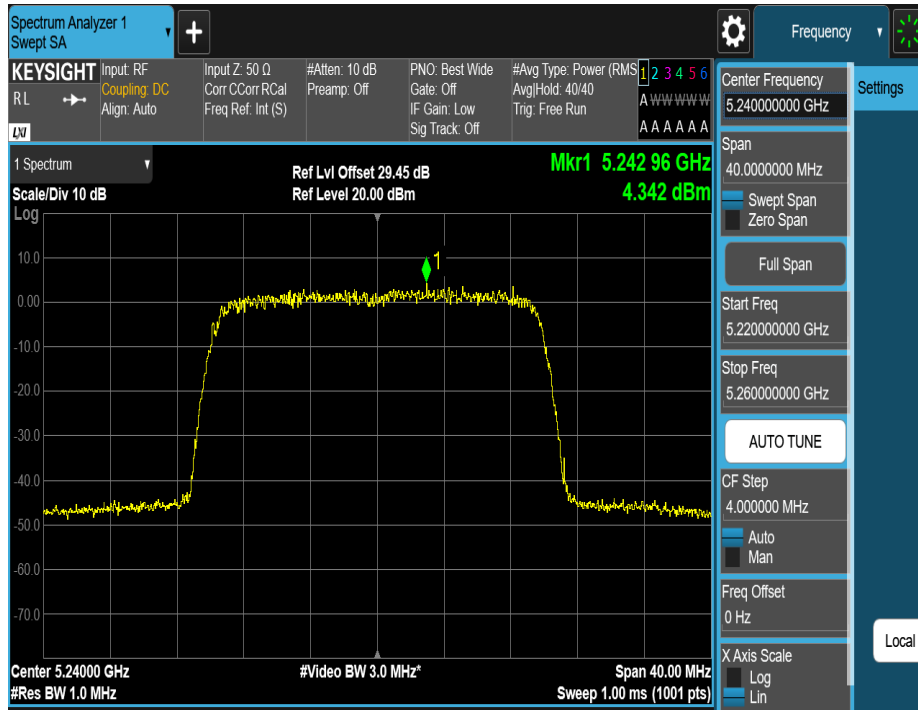 Spectrum Analyzer 1
Swept SA
+
Frequency
KEYSIGHT
R L
LXI
Input: RF
Coupling: DC
Align: Auto
Input Z: 50 Ω
Corr CCorr RCal
Freq Ref: Int (S)
#Atten: 10 dB
Preamp: Off
PNO: Best Wide
Gate: Off
IF Gain: Low
Sig Track: Off
#Avg Type: Power (RMS
Avg|Hold: 40/40
Trig: Free Run
1 2 3 4 5 6
A W W W W W
A A A A A A
1 Spectrum
Scale/Div 10 dB
Log
Ref Lvl Offset 29.45 dB
Ref Level 20.00 dBm
Mkr1 5.242 96 GHz
4.342 dBm
10.0
0.00
-10.0
-20.0
-30.0
-40.0
-50.0
-60.0
-70.0
1
Center 5.24000 GHz
#Res BW 1.0 MHz
#Video BW 3.0 MHz*
Span 40.00 MHz
Sweep 1.00 ms (1001 pts)
Center Frequency
5.240000000 GHz
Span
40.0000000 MHz
Swept Span
Zero Span
Full Span
Start Freq
5.220000000 GHz
Stop Freq
5.260000000 GHz
AUTO TUNE
CF Step
4.000000 MHz
Auto
Man
Freq Offset
0 Hz
X Axis Scale
Log
Lin
Settings
Local